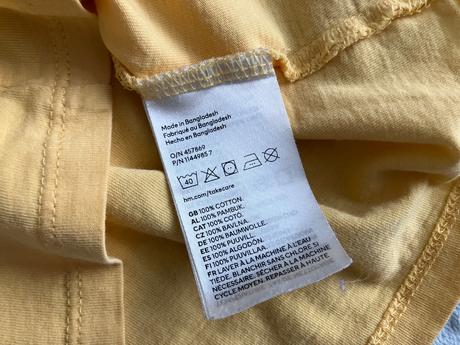 Made in Bangladesh
Fabriqué au Bangladesh
Hecho en Bangladesh
O/N 457869
P/N 1144985 7
40
hm.com/takecare
GB 100% COTTON.
AL 100% PAMBUK.
CAT 100% COTÓ.
CZ 100% BAVLNA.
DE 100% BAUMWOLLE.
EE 100% PUUVILL.
ES 100% ALGODÓN.
FI 100% PUUVILLAA.
FR LAVER À LA MACHINE À L'EAU
TIÈDE. BLANCHIR SANS CHLORE SI
NÉCESSAIRE. SÉCHER À LA MACHINE
CYCLE MOYEN. REPASSER À HAUTE